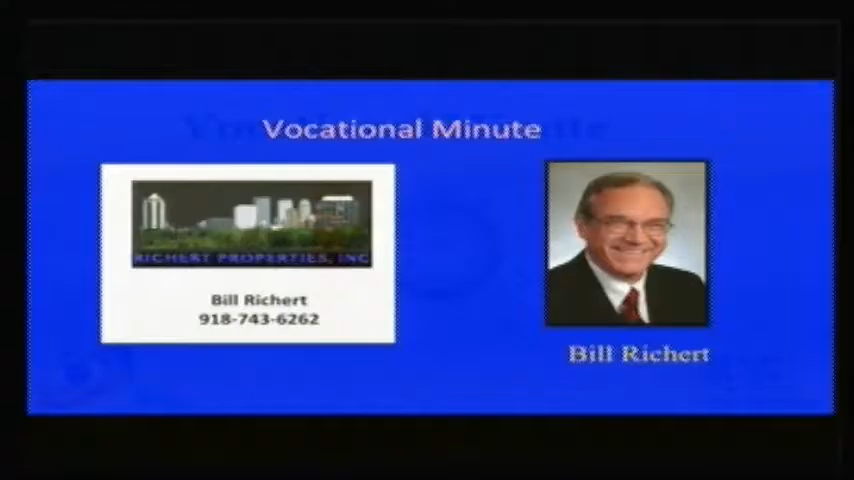 Vocational Minute
RICHERT PROPERTIES, INC
Bill Richert
918-743-6262
Bill Richert